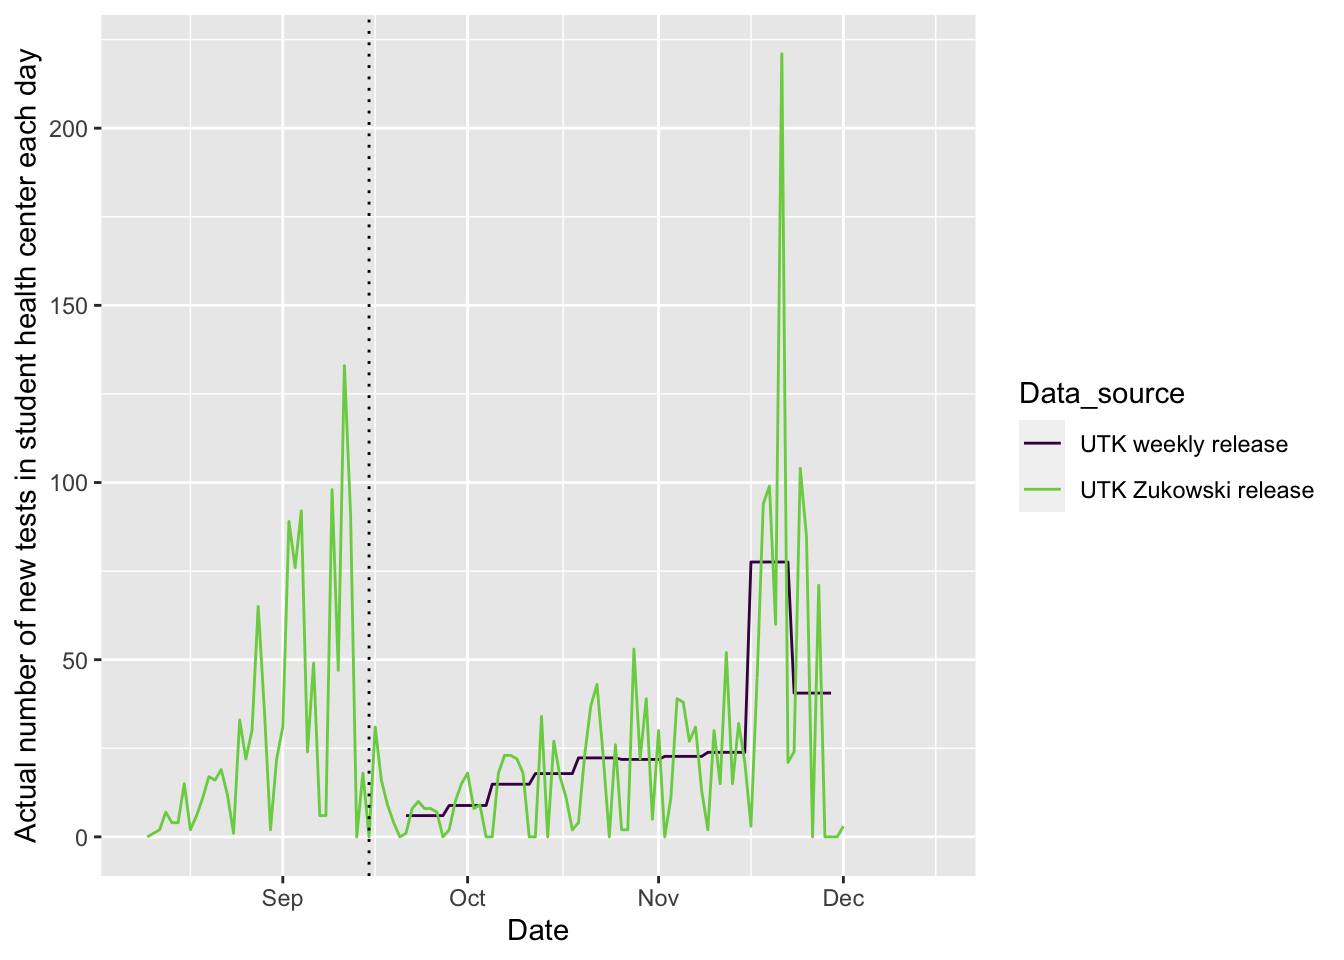 Actual number of new tests in student health center each day
200
150
100
50
0
Sep Oct Nov Dec
Date
Data_source
UTK weekly release
UTK Zukowski release